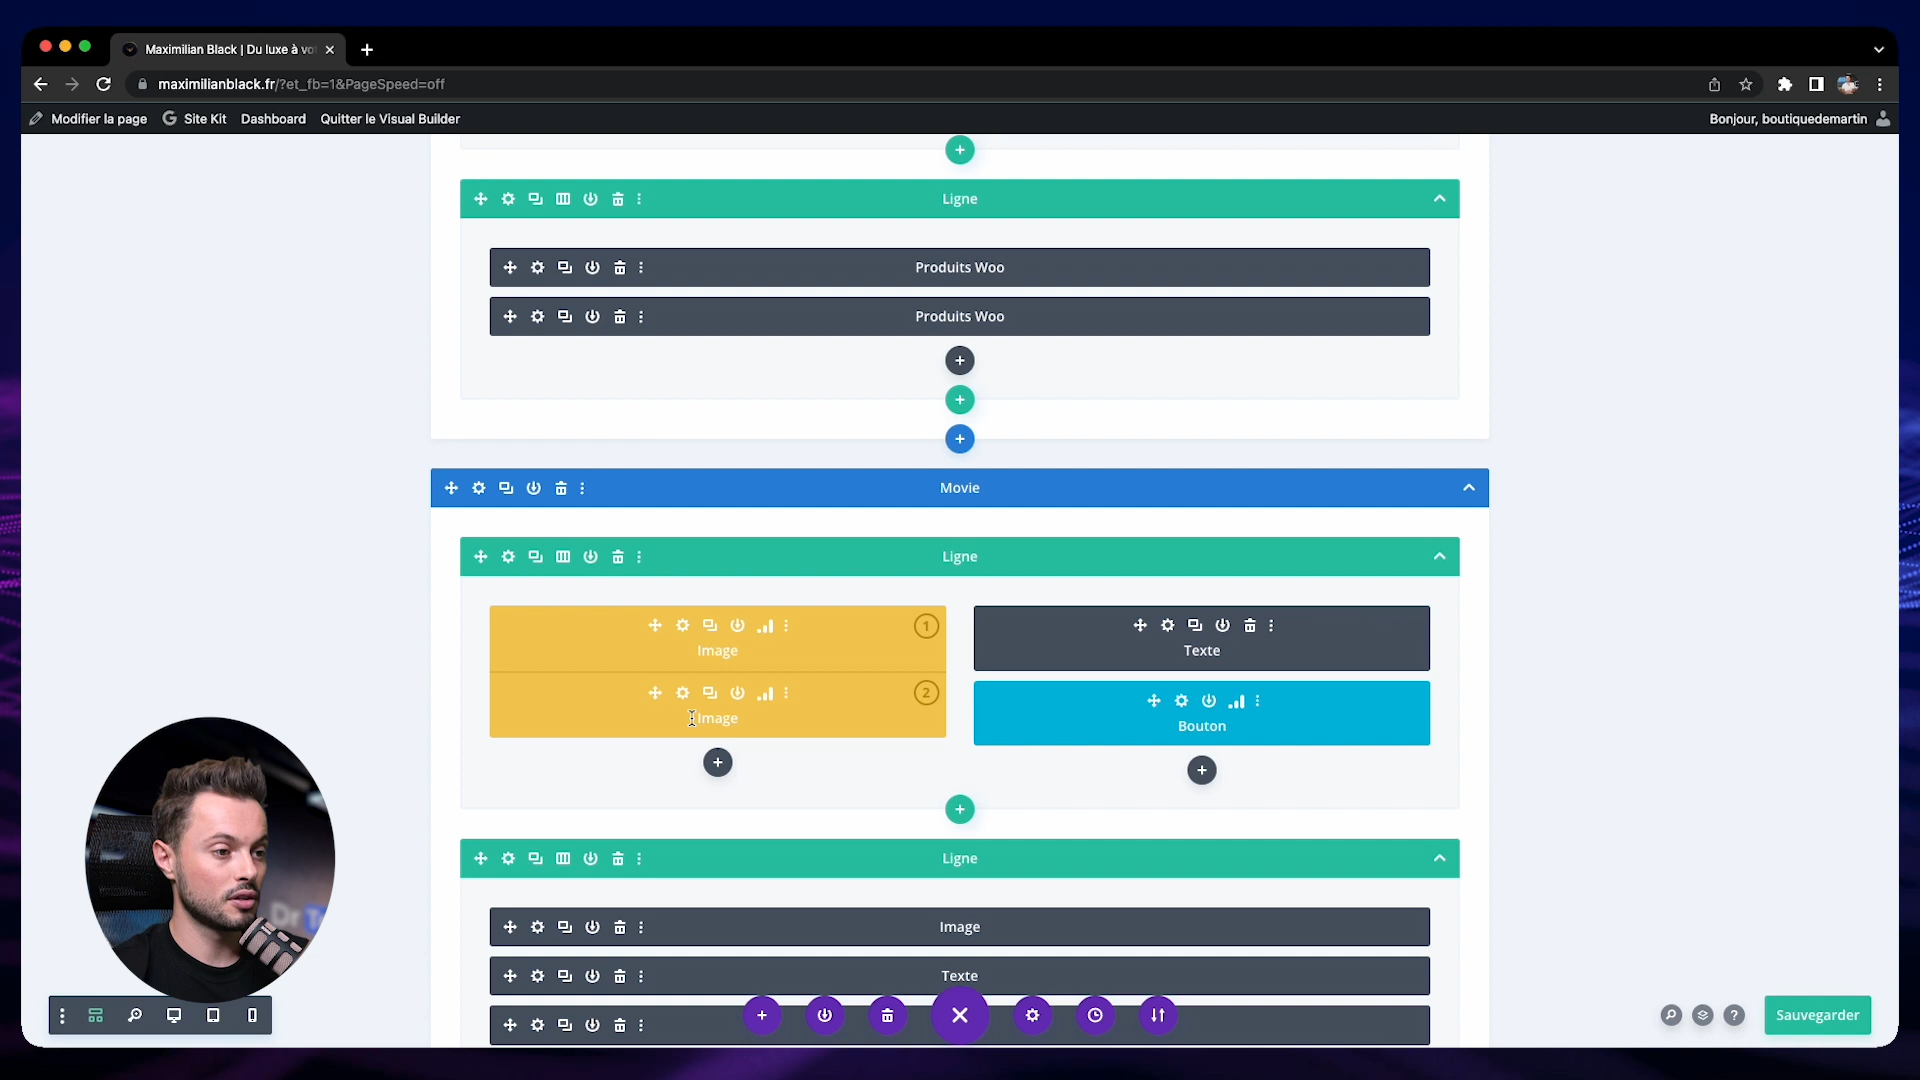 Maximilian Black | Du luxe à vot
maximilianblack.fr/?et_fb=1&PageSpeed=off
Modifier la page Site Kit Dashboard Quitter le Visual Builder
Bonjour, boutiquedemartin
Ligne
Produits Woo
Produits Woo
Movie
Ligne
1
Image
2
Image
Texte
Bouton
Ligne
Image
Texte
Dr
Sauvegarder